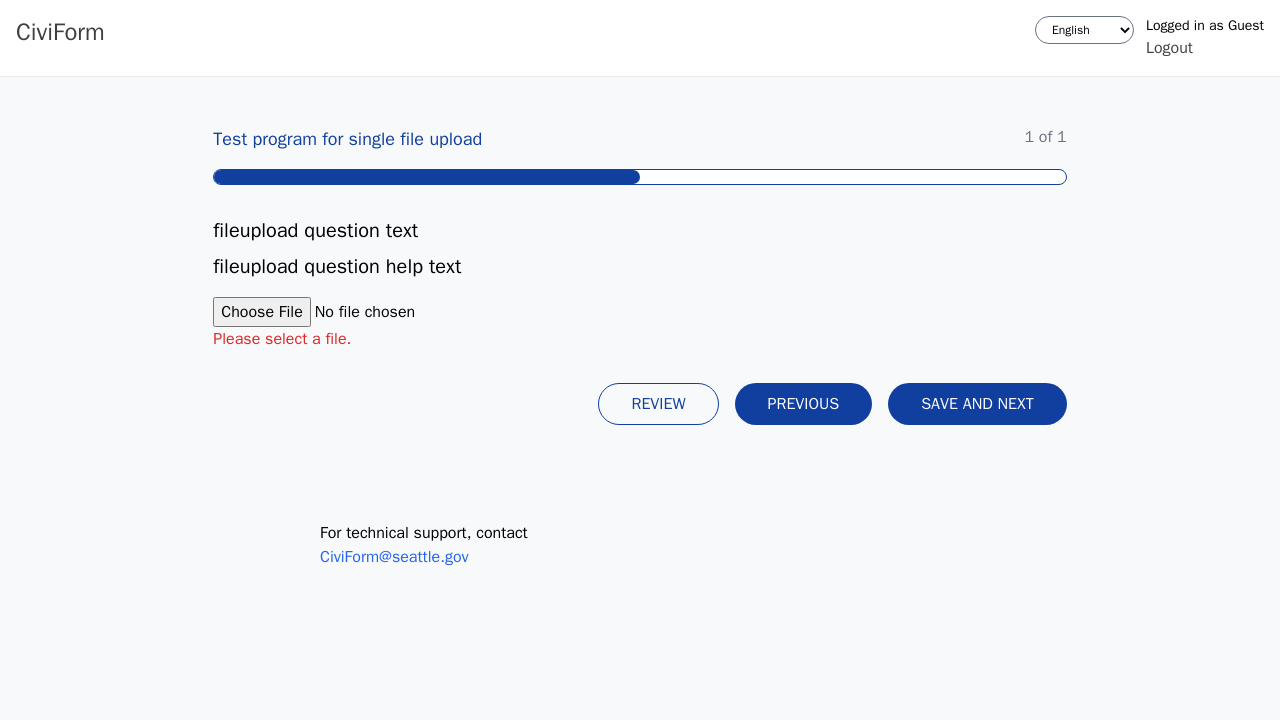 CiviForm
English
Logged in as Guest
Logout
Test program for single file upload
1 of 1
fileupload question text
fileupload question help text
Choose File No file chosen
Please select a file.
REVIEW
PREVIOUS
SAVE AND NEXT
For technical support, contact
CiviForm@seattle.gov